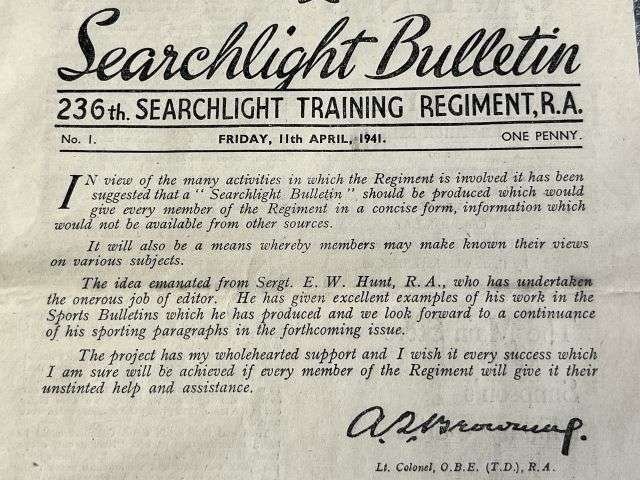 Searchlight Bulletin
236th. SEARCHLIGHT TRAINING REGIMENT, R.A.
No. 1. FRIDAY, 11th APRIL, 1941. ONE PENNY.
IN view of the many activities in which the Regiment is involved it has been
suggested that a " Searchlight Bulletin " should be produced which would
give every member of the Regiment in a concise form, information which
would not be available from other sources.
It will also be a means whereby members may make known their views
on various subjects.
The idea emanated from Sergt. E. W. Hunt, R.A., who has undertaken
the onerous job of editor. He has given excellent examples of his work in the
Sports Bulletins which he has produced and we look forward to a continuance
of his sporting paragraphs in the forthcoming issue.
The project has my wholehearted support and I wish it every success which
I am sure will be achieved if every member of the Regiment will give it their
unstinted help and assistance.
Browning.
Lt. Colonel, O.B.E. (T.D.), R.A.